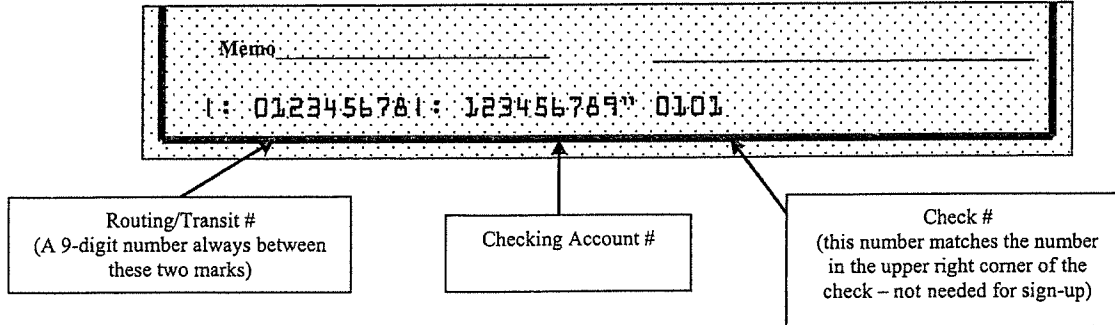 Memo
|: 012345678|: 123456789" 0101
Routing/Transit #
(A 9-digit number always between
these two marks)
Checking Account #
Check #
(this number matches the number
in the upper right corner of the
check – not needed for sign-up)